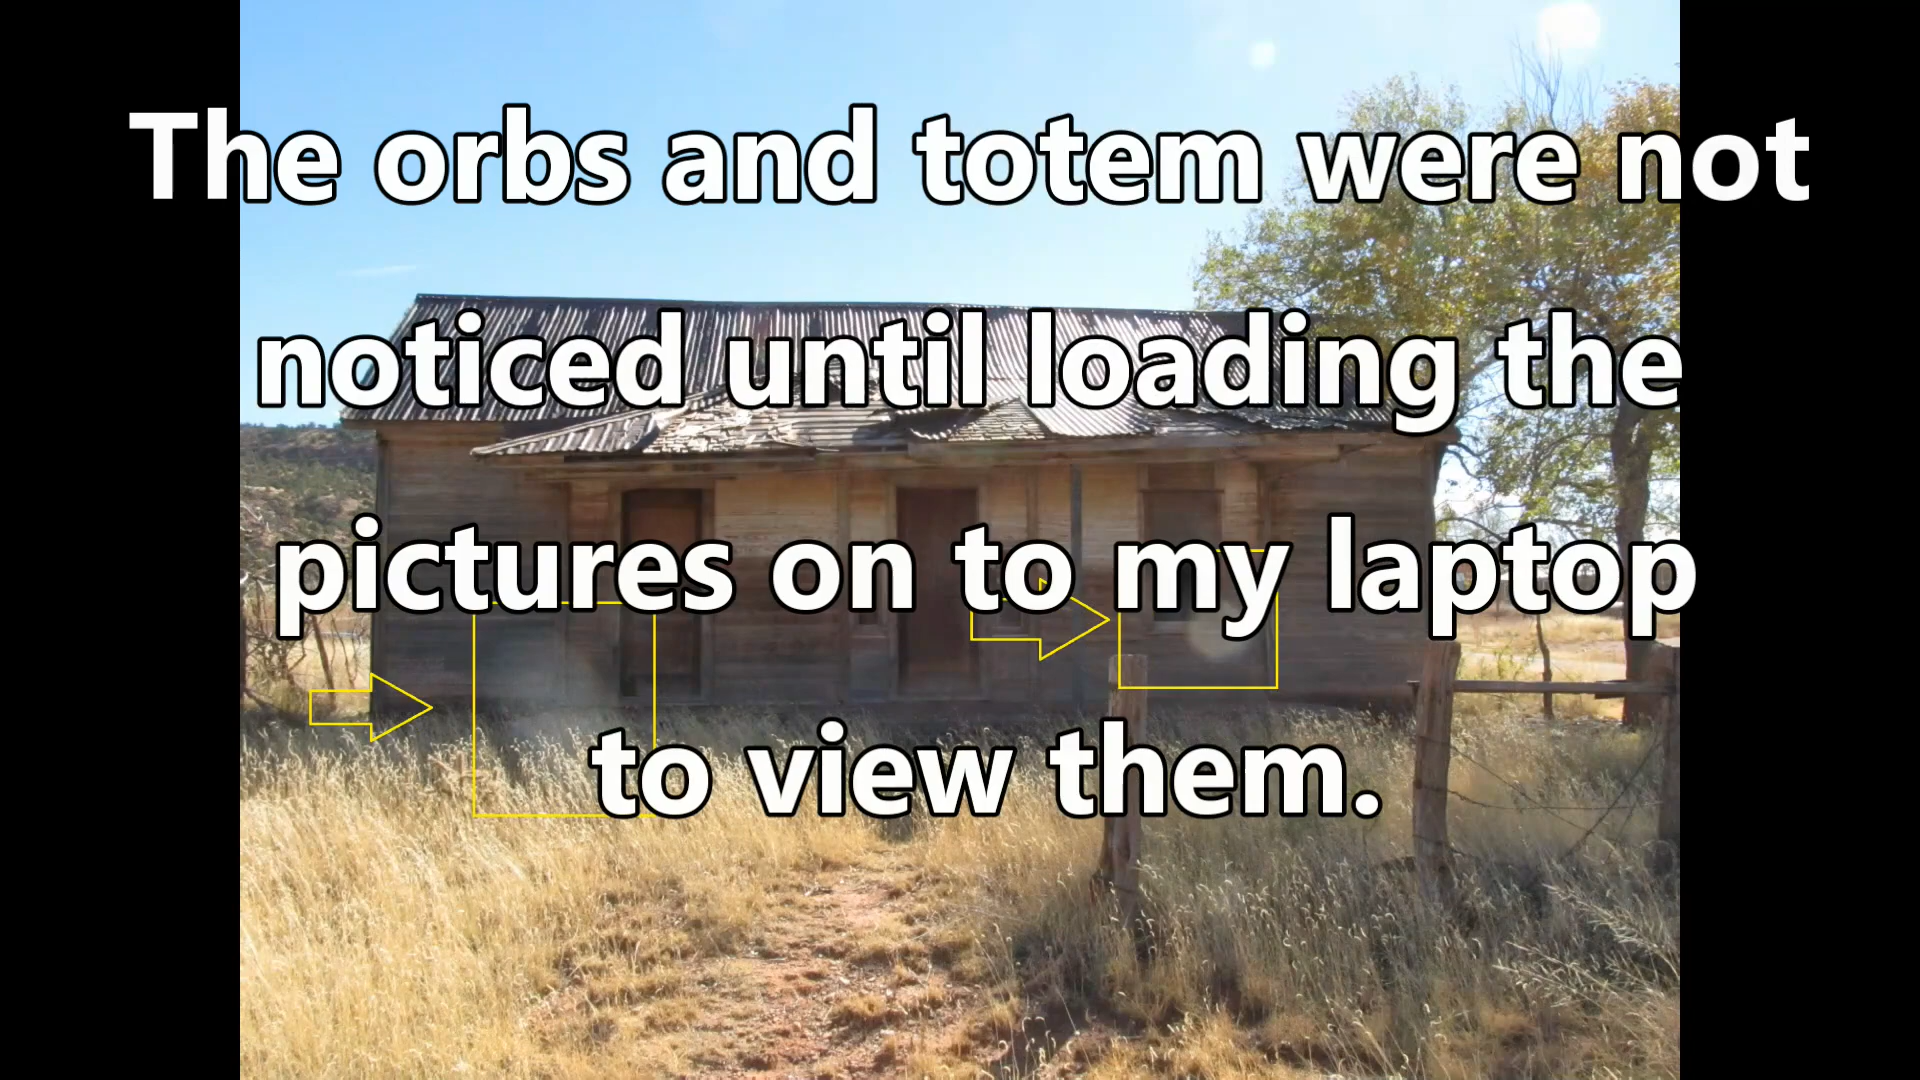 The orbs and totem were not
noticed until loading the
pictures on to my laptop
to view them.